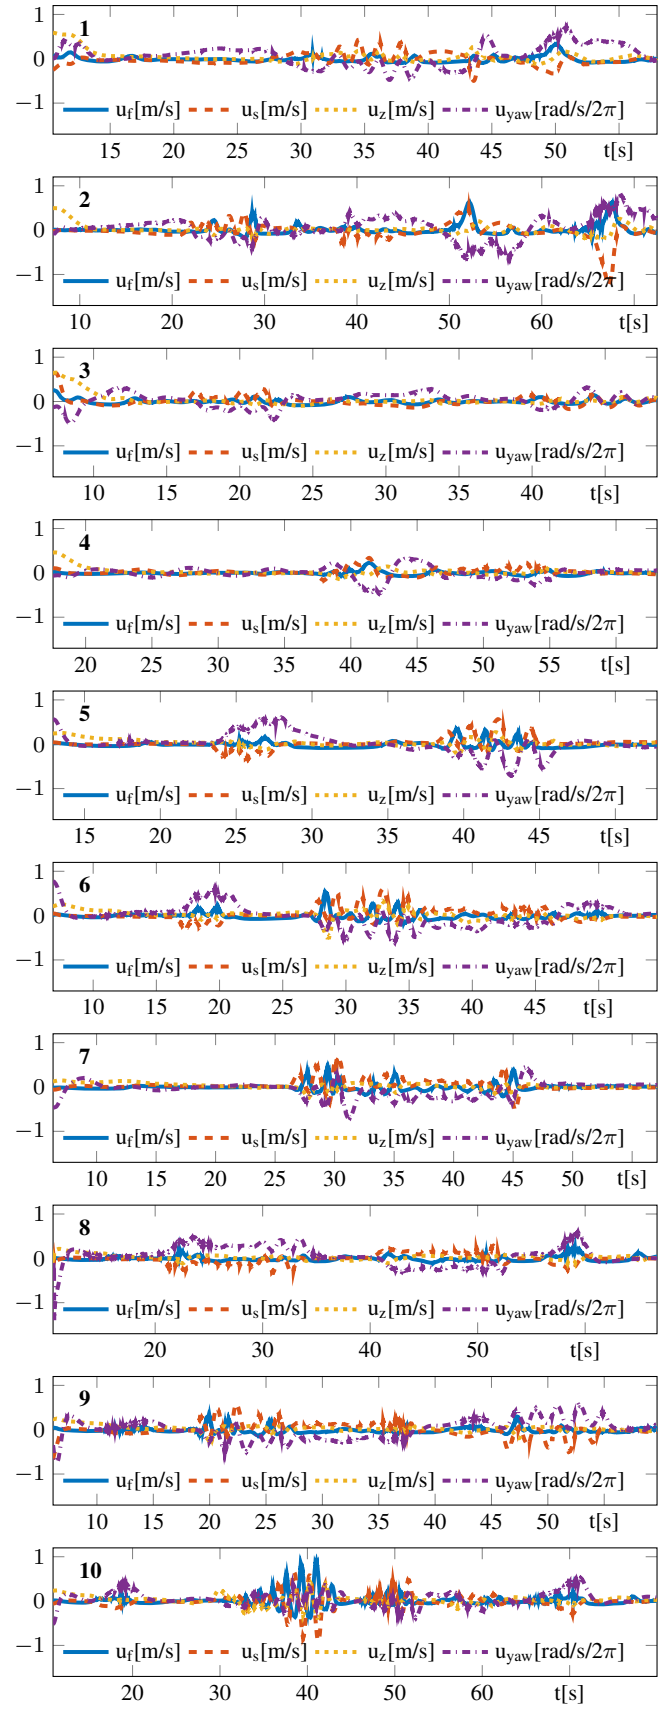 1
1
0
−1
u_f[m/s] u_s[m/s] u_z[m/s] u_yaw[rad/s/2π]
15 20 25 30 35 40 45 50 t[s]
2
1
0
−1
u_f[m/s] u_s[m/s] u_z[m/s] u_yaw[rad/s/2π]
10 20 30 40 50 60 t[s]
3
1
0
−1
u_f[m/s] u_s[m/s] u_z[m/s] u_yaw[rad/s/2π]
10 15 20 25 30 35 40 t[s]
4
1
0
−1
u_f[m/s] u_s[m/s] u_z[m/s] u_yaw[rad/s/2π]
20 25 30 35 40 45 50 55 t[s]
5
1
0
−1
u_f[m/s] u_s[m/s] u_z[m/s] u_yaw[rad/s/2π]
15 20 25 30 35 40 45 t[s]
6
1
0
−1
u_f[m/s] u_s[m/s] u_z[m/s] u_yaw[rad/s/2π]
10 15 20 25 30 35 40 45 t[s]
7
1
0
−1
u_f[m/s] u_s[m/s] u_z[m/s] u_yaw[rad/s/2π]
10 15 20 25 30 35 40 45 50 t[s]
8
1
0
−1
u_f[m/s] u_s[m/s] u_z[m/s] u_yaw[rad/s/2π]
20 30 40 50 t[s]
9
1
0
−1
u_f[m/s] u_s[m/s] u_z[m/s] u_yaw[rad/s/2π]
10 15 20 25 30 35 40 45 50 t[s]
10
1
0
−1
u_f[m/s] u_s[m/s] u_z[m/s] u_yaw[rad/s/2π]
20 30 40 50 60 t[s]